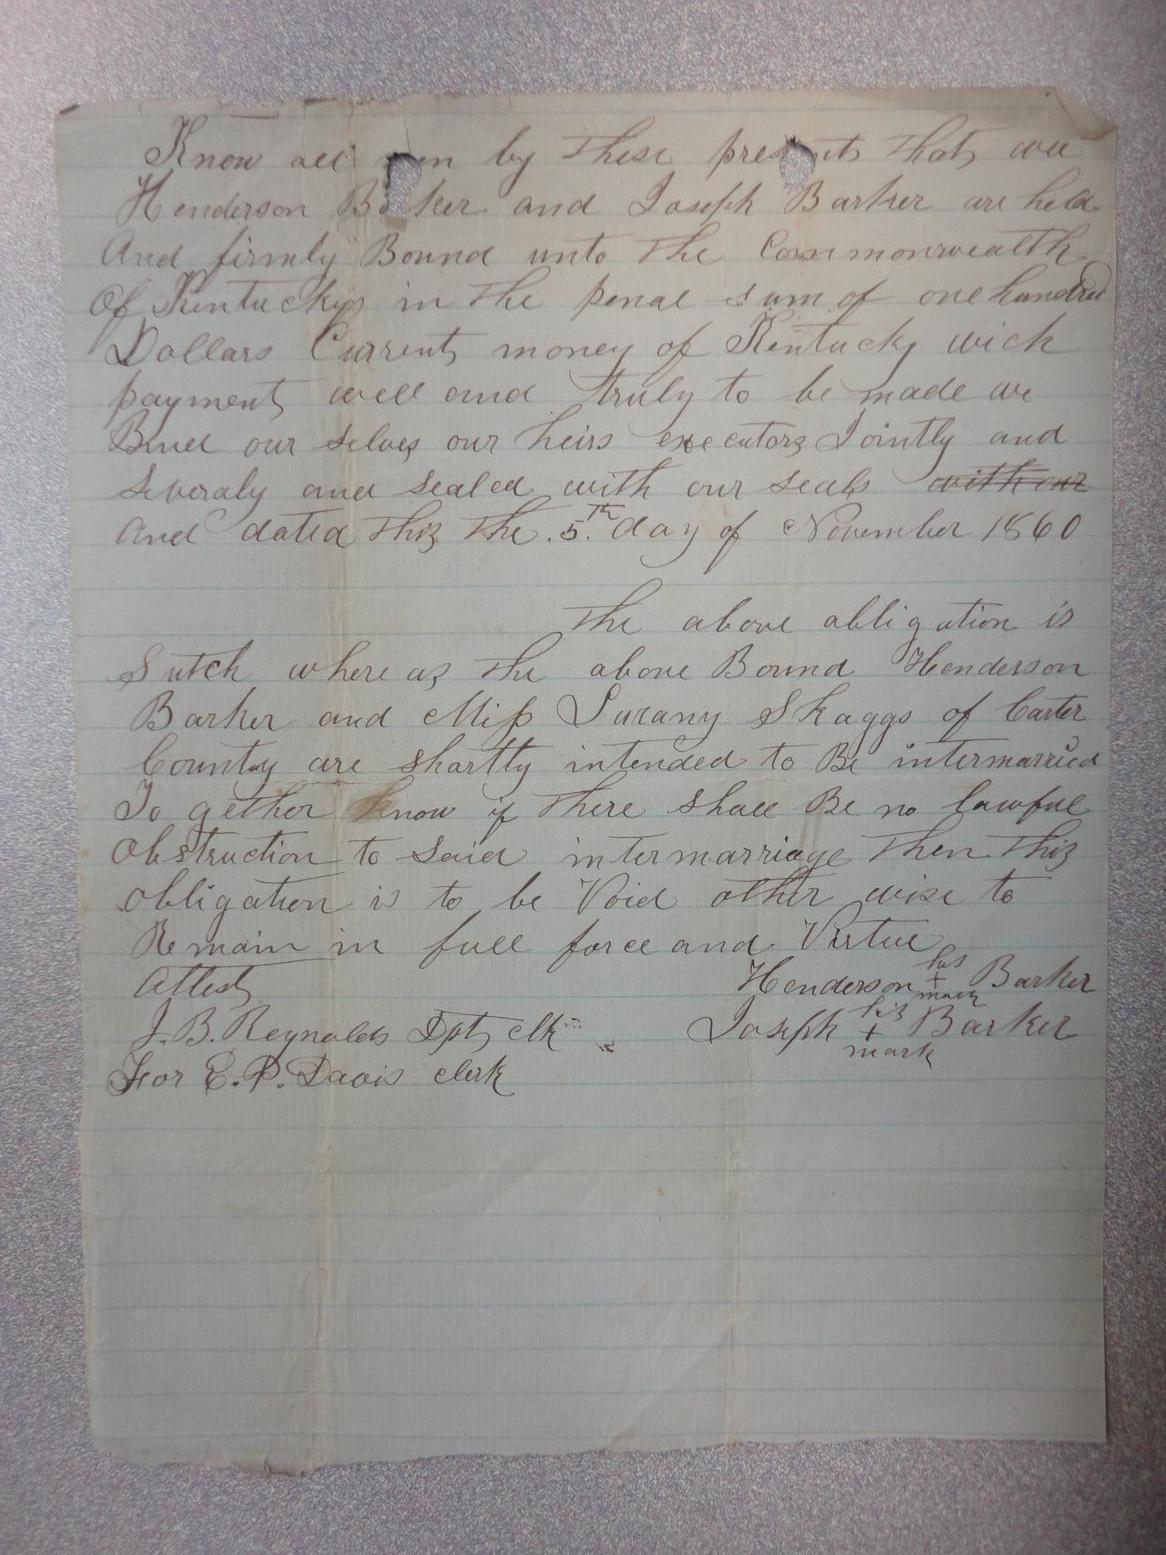 Know all men by these presents that we
Henderson Barker and Joseph Barker are held
And firmly Bound unto the Commonwealth
Of Kentucky in the penal sum of one hundred
Dollars Current money of Kentucky wich
payment well and truly to be made we
Bind our selves our heirs executors Jointly and
Severaly and sealed with our seals with our
And dated this the .5.th day of November 1860
The above obligation is
Sutch where as the above Bound Henderson
Barker and Miss Surany Skaggs of Carter
County are shortly intended to Be intermarried
To gether know if there shall Be no lawful
Obstruction to said intermarriage then this
obligation is to be Void other wise to
Remain in full force and Virtue
Attest Henderson his + mark Barker
J. B. Reynolds Dpt clk Joseph his + mark Barker
For E. P. Davis clerk